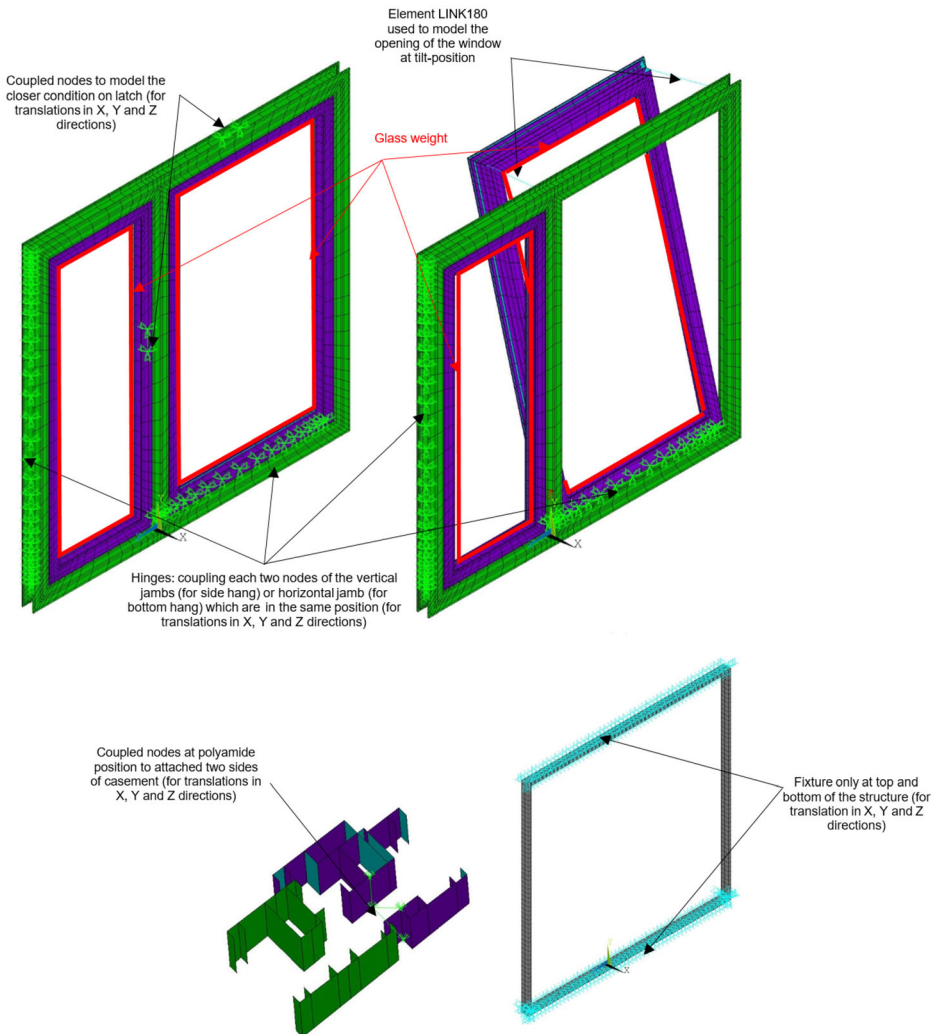 Element LINK180
used to model the
opening of the window
at tilt-position
Coupled nodes to model the
closer condition on latch (for
translations in X, Y and Z
directions)
Glass weight
X
X
Hinges: coupling each two nodes of the vertical
jambs (for side hang) or horizontal jamb (for
bottom hang) which are in the same position (for
translations in X, Y and Z directions)
Coupled nodes at polyamide
position to attached two sides
of casement (for translations in
X, Y and Z directions)
Fixture only at top and
bottom of the structure (for
translation in X, Y and Z
directions)
X